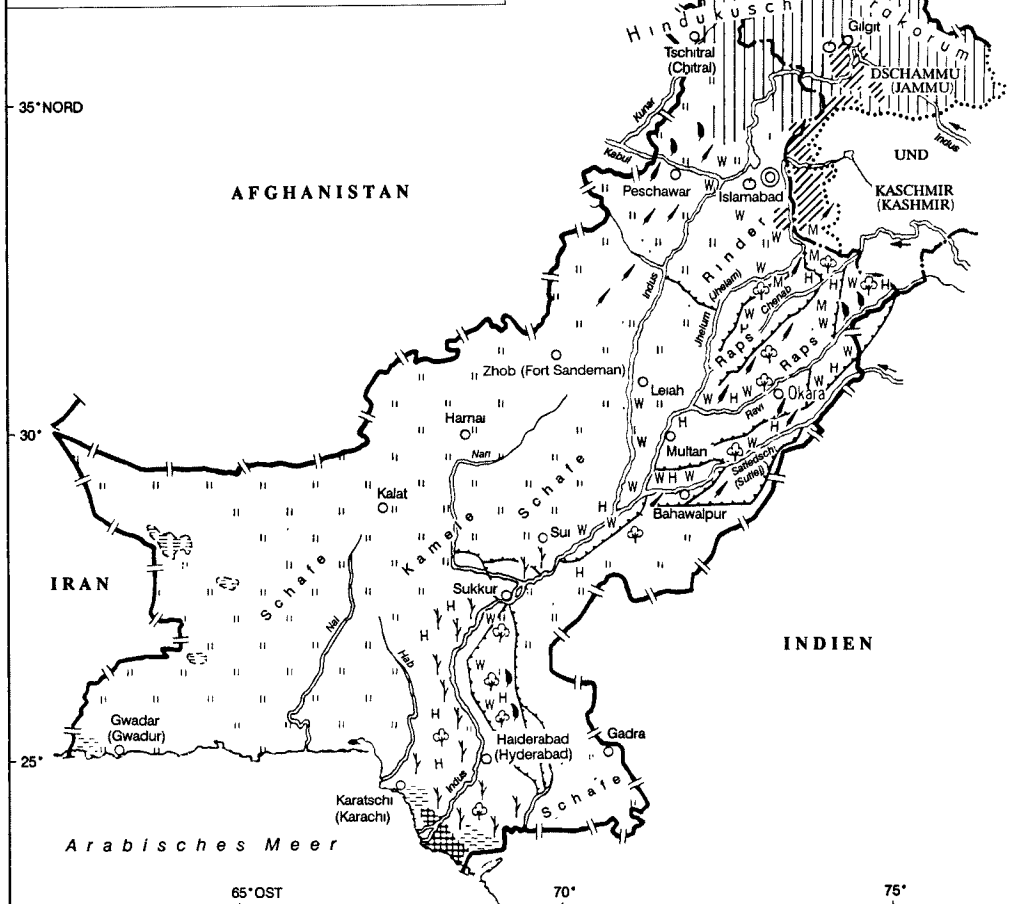 Hindukusch
rakorum
Gilgit
Tschitral
(Chitral)
DSCHAMMU
(JAMMU)
35° NORD
Kunar
Indus
Kabul
UND
AFGHANISTAN
Peschawar
Islamabad
KASCHMIR
(KASHMIR)
Rinder
Indus
Jhelum
(Jhelam)
Chenab
Raps
Raps
Zhob (Fort Sandeman)
Leiah
Okara
Ravi
Harnai
30°
Nari
Multan
Satledsch
(Sutlej)
Kalat
Schafe
Bahawalpur
Kamele
Sui
IRAN
Schafe
Sukkur
Nal
Hab
INDIEN
Gwadar
(Gwadur)
Haiderabad
(Hyderabad)
Gadra
25°
Indus
Karatschi
(Karachi)
Schafe
Arabisches Meer
65° OST
70°
75°